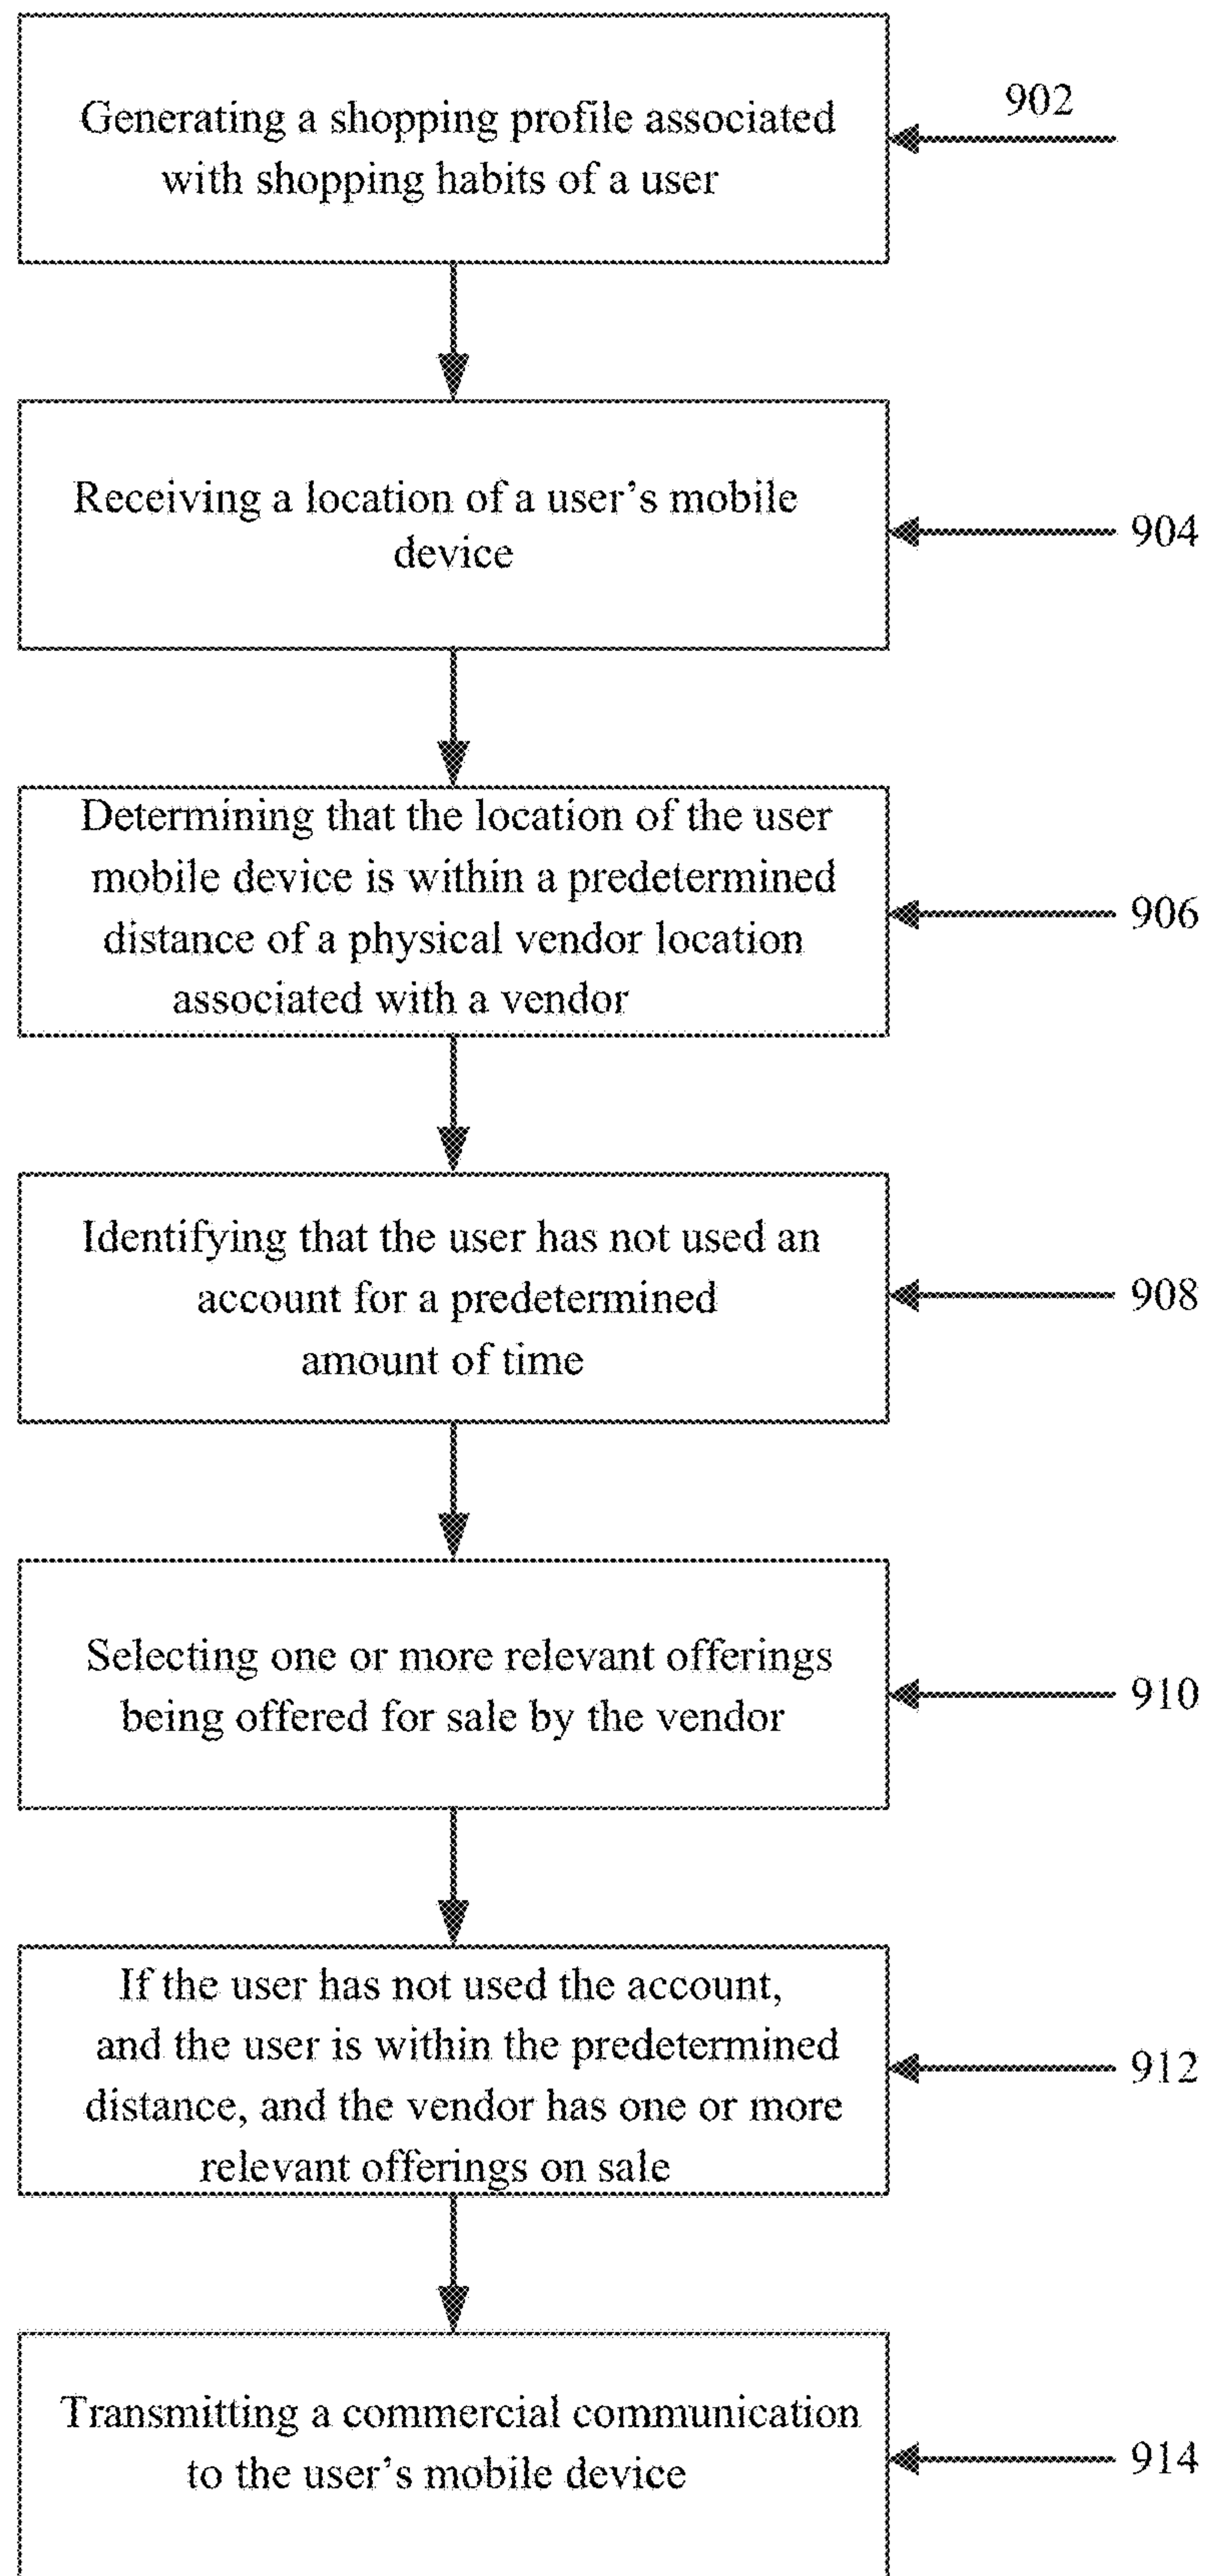 Generating a shopping profile associated
with shopping habits of a user
902
Receiving a location of a user's mobile
device
904
Determining that the location of the user
mobile device is within a predetermined
distance of a physical vendor location
associated with a vendor
906
Identifying that the user has not used an
account for a predetermined
amount of time
908
Selecting one or more relevant offerings
being offered for sale by the vendor
910
If the user has not used the account,
and the user is within the predetermined
distance, and the vendor has one or more
relevant offerings on sale
912
Transmitting a commercial communication
to the user's mobile device
914